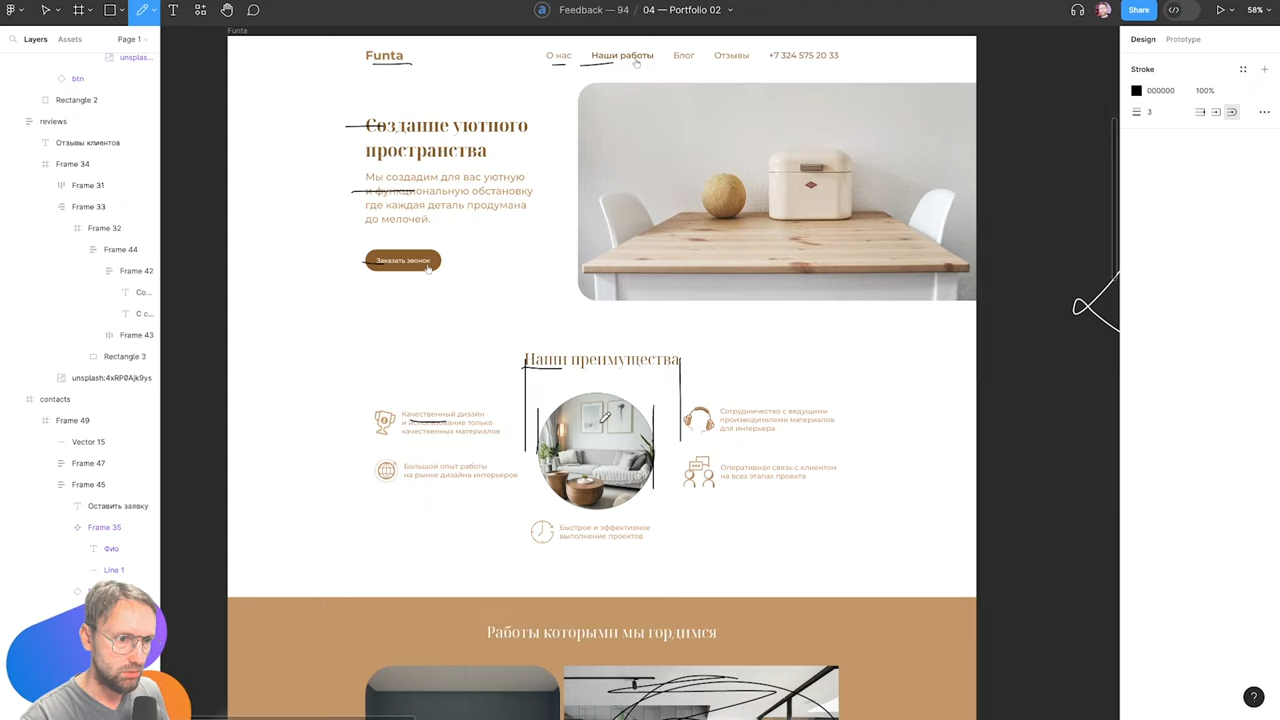 Feedback — 94 / 04 — Portfolio 02
Share
58%
Layers
Assets
Page 1
Design
Prototype
unsplas...
btn
Rectangle 2
reviews
Отзывы клиентов
Frame 34
Frame 31
Frame 33
Frame 32
Frame 44
Frame 42
Co...
С с...
Frame 43
Rectangle 3
unsplash:4xRP0Ajk9ys
contacts
Frame 49
Vector 15
Frame 47
Frame 45
Оставить заявку
Frame 35
Фио
Line 1
Funta
Funta
О нас
Наши работы
Блог
Отзывы
+7 324 575 20 33
Создание уютного
пространства
Мы создадим для вас уютную
и функциональную обстановку
где каждая деталь продумана
до мелочей.
Заказать звонок
Наши преимущества
Качественный дизайн
и использование только
качественных материалов
Большой опыт работы
на рынке дизайна интерьеров
Сотрудничество с ведущими
производителями материалов
для интерьера
Оперативная связь с клиентом
на всех этапах проекта
Быстрое и эффективное
выполнение проектов
Работы которыми мы гордимся
Stroke
000000
100%
3
?